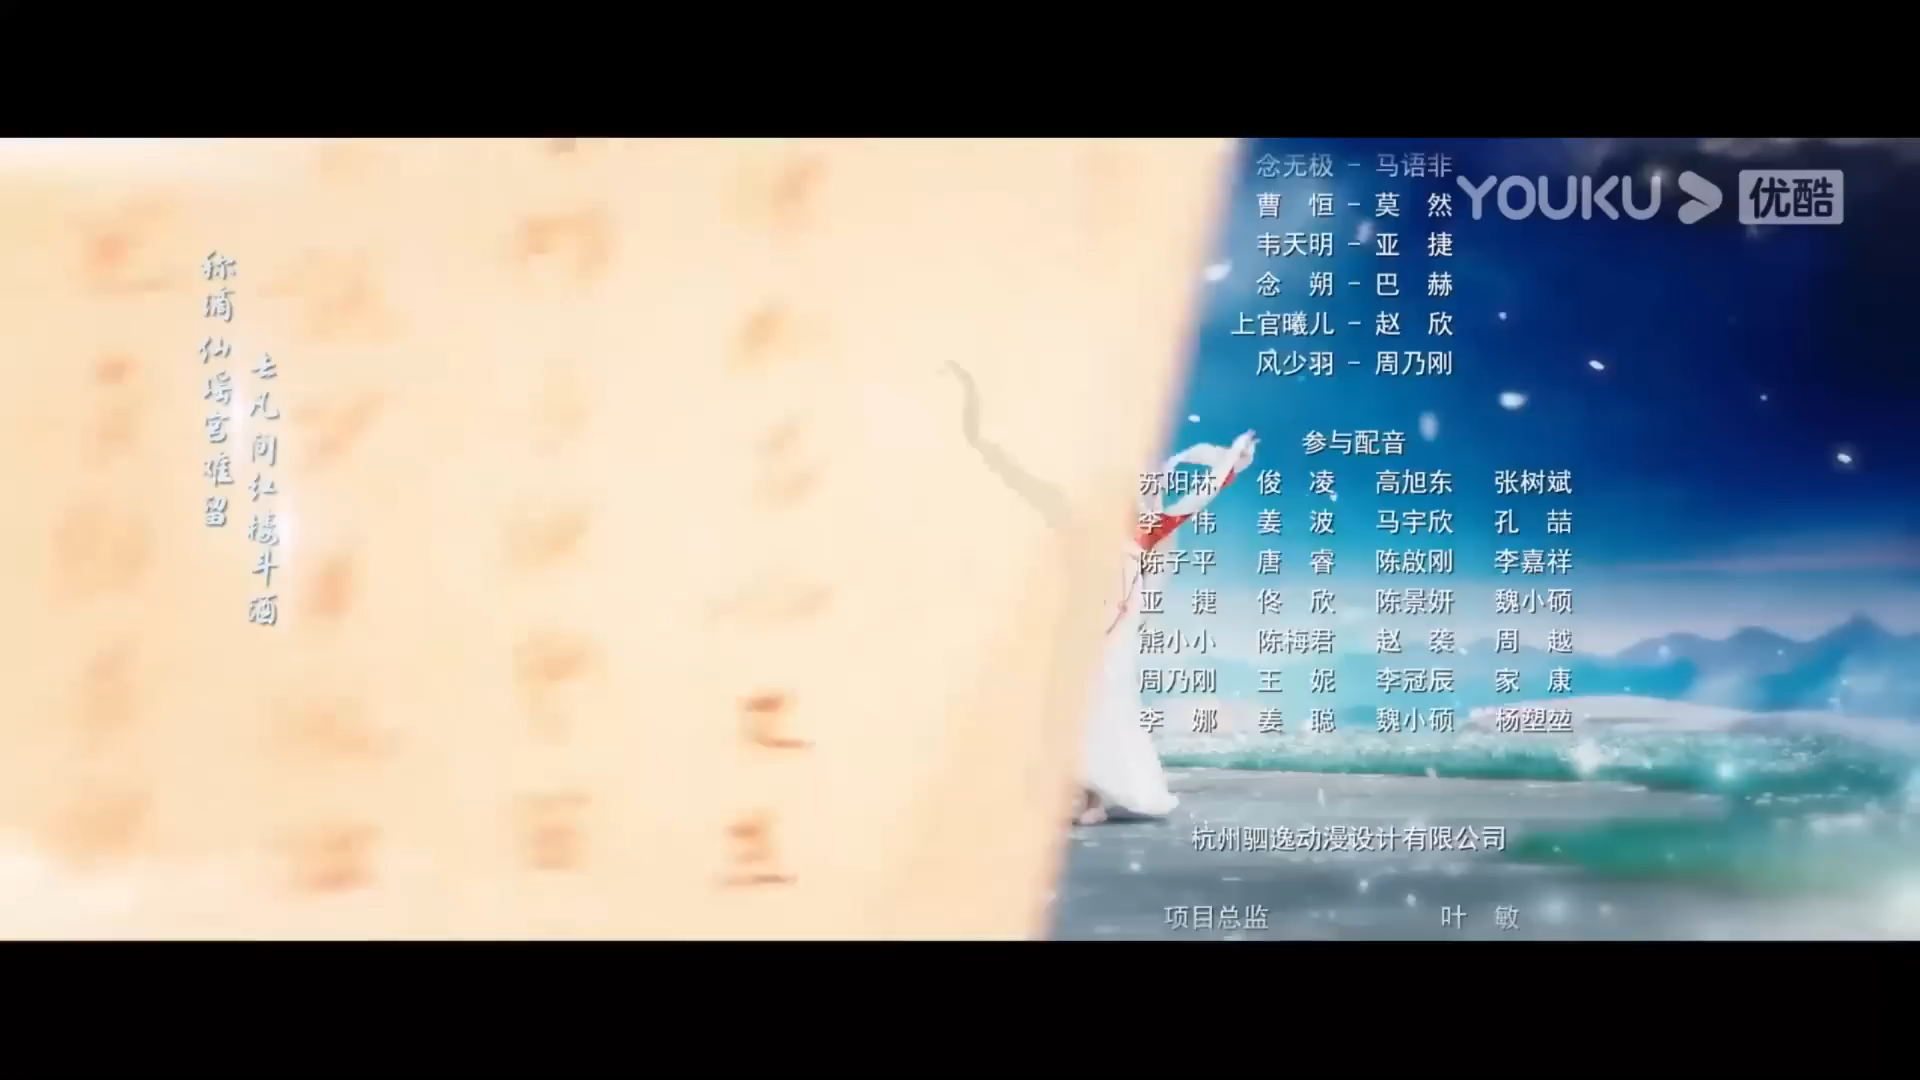 称滴仙瑶宫难留
去凡间红楼斗酒
念无极 - 马语非
曹 恒 - 莫 然
韦天明 - 亚 捷
念 朔 - 巴 赫
上官曦儿 - 赵 欣
风少羽 - 周乃刚
YOUKU 优酷
参与配音
苏阳林 俊 凌 高旭东 张树斌
李 伟 姜 波 马宇欣 孔 喆
陈子平 唐 睿 陈啟刚 李嘉祥
亚 捷 佟 欣 陈景妍 魏小硕
熊小小 陈梅君 赵 袭 周 越
周乃刚 王 妮 李冠辰 家 康
李 娜 姜 聪 魏小硕 杨塑堃
杭州驷逸动漫设计有限公司
项目总监 叶 敏